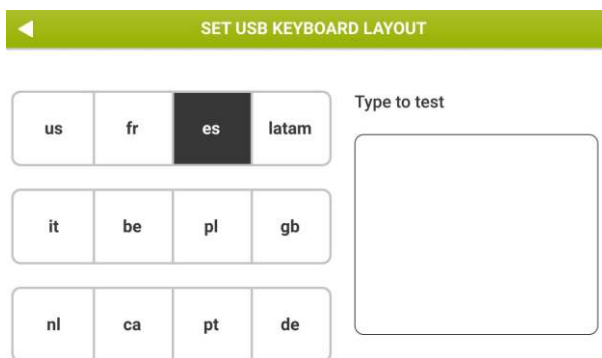 SET USB KEYBOARD LAYOUT
Type to test
us fr es latam
it be pl gb
nl ca pt de